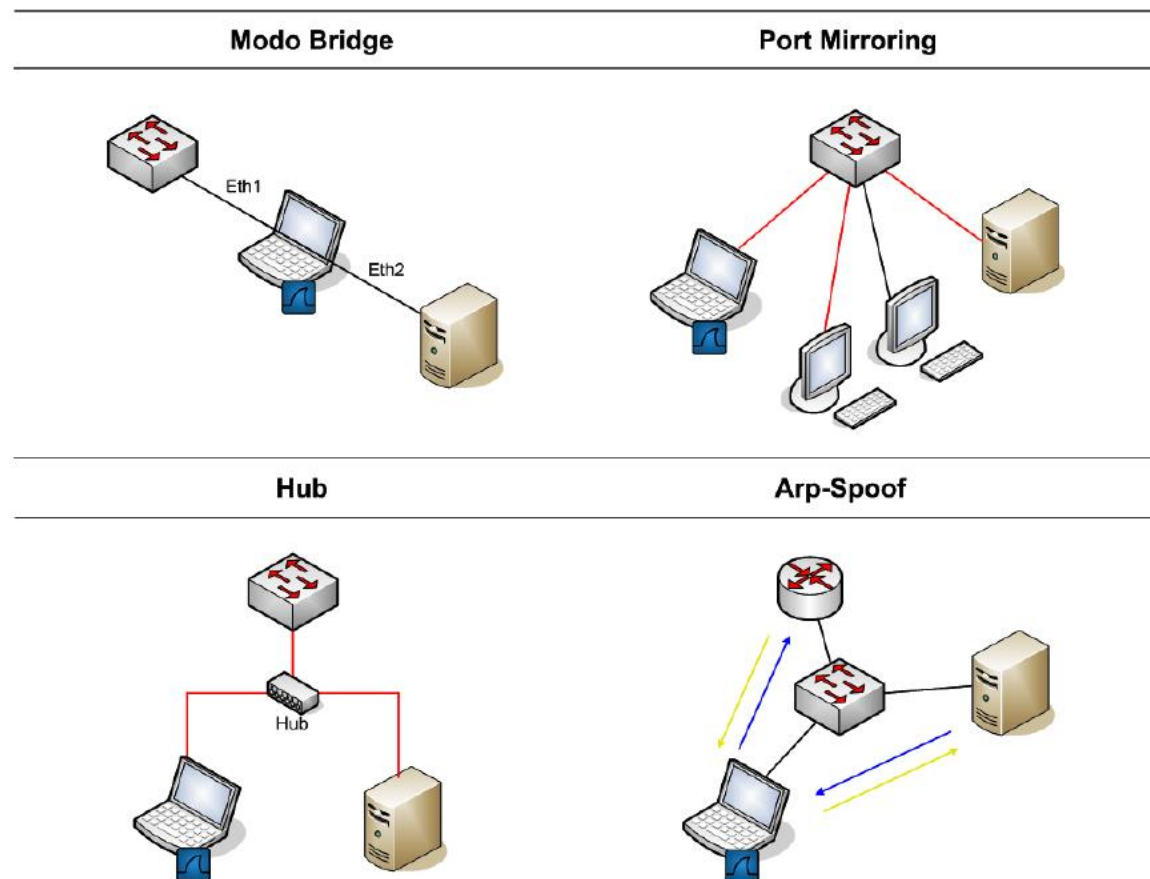 Modo Bridge
Port Mirroring
Eth1
Eth2
Hub
Arp-Spoof
Hub